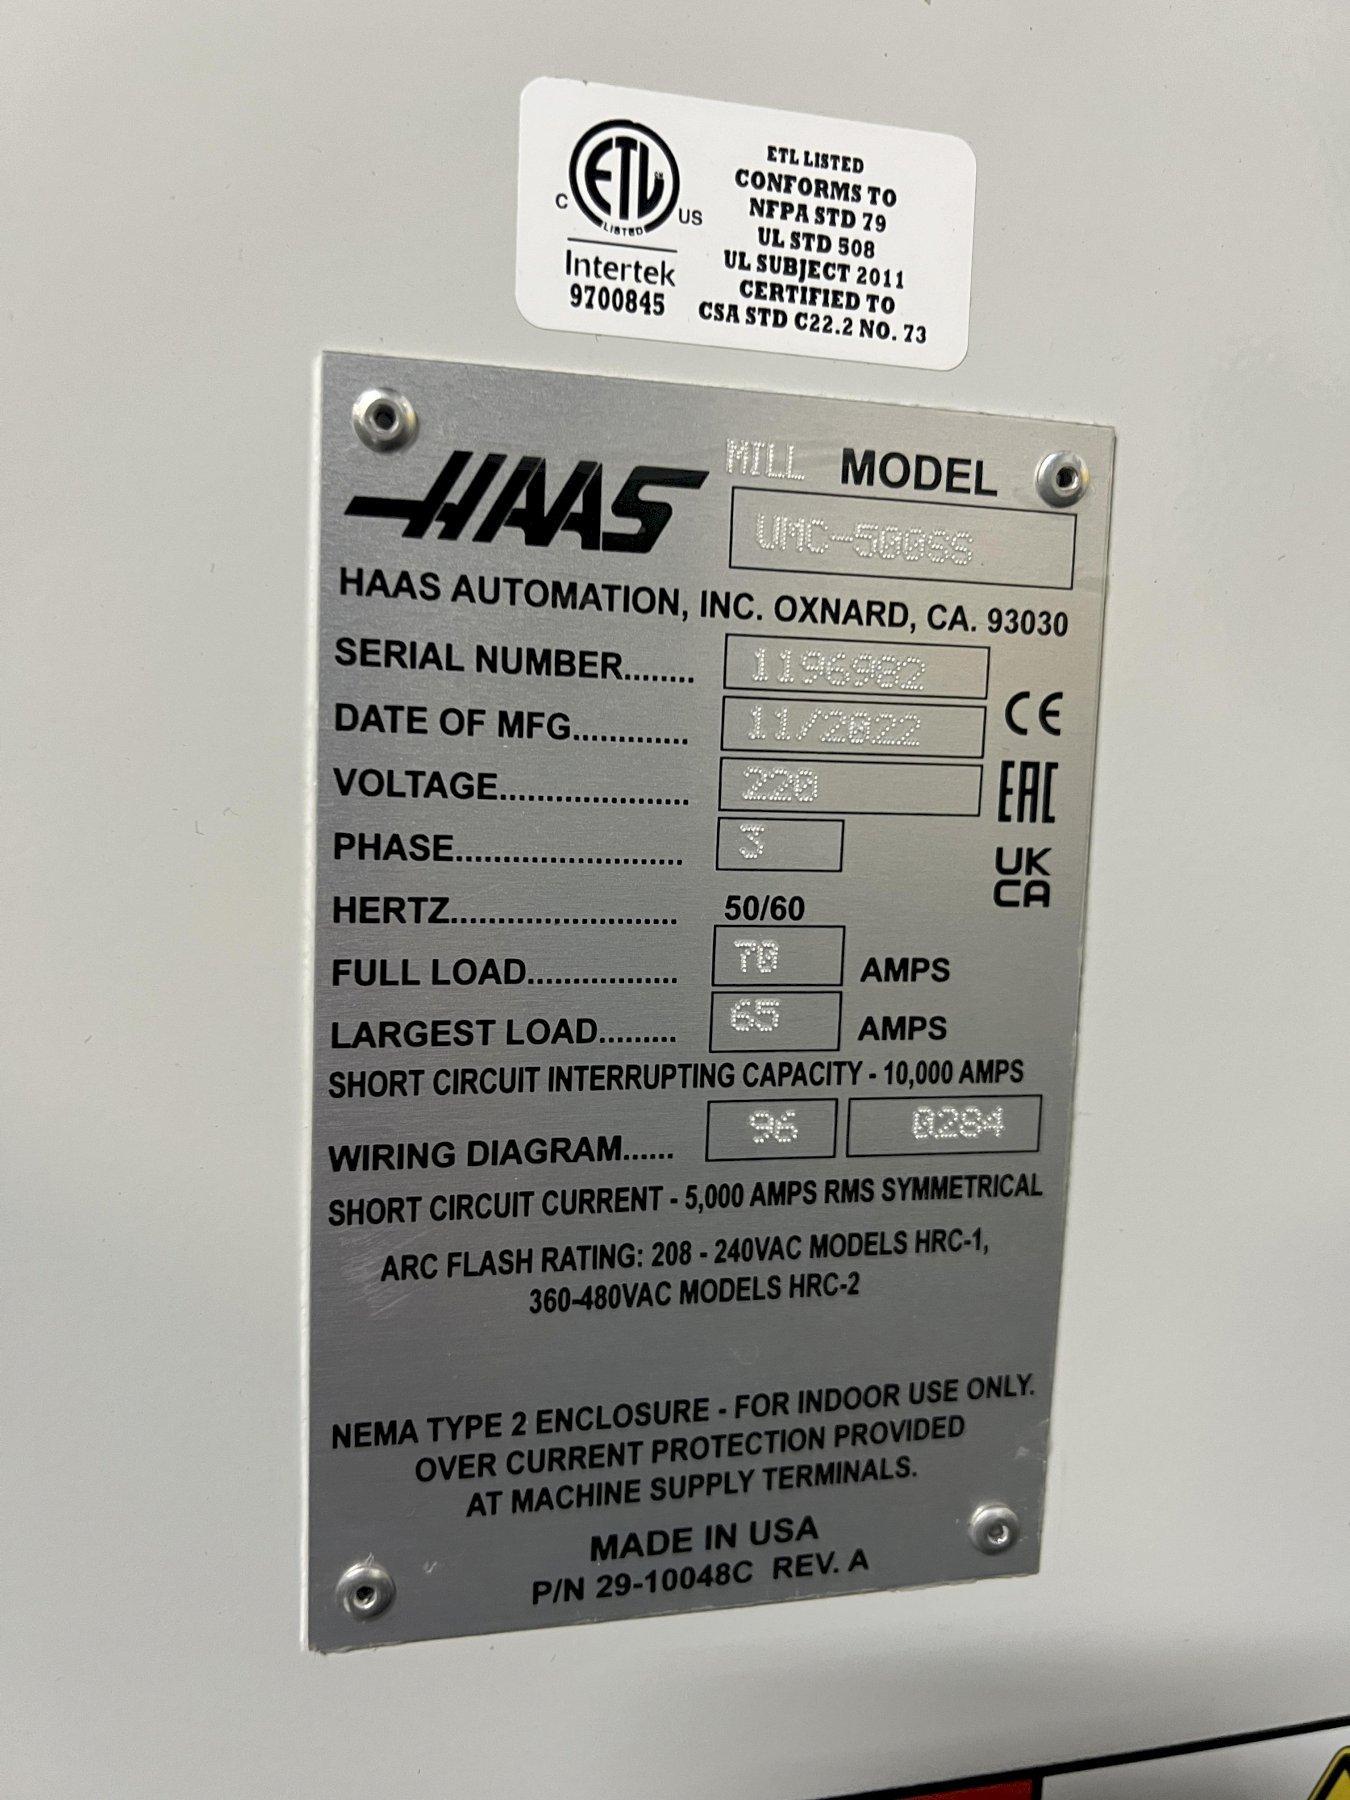 ETL
C US
LISTED
Intertek
9700845
ETL LISTED
CONFORMS TO
NFPA STD 79
UL STD 508
UL SUBJECT 2011
CERTIFIED TO
CSA STD C22.2 NO. 73
HAAS
MILL MODEL
UMC-500SS
HAAS AUTOMATION, INC. OXNARD, CA. 93030
SERIAL NUMBER........ 1196982
DATE OF MFG............. 11/2022
CE
VOLTAGE..................... 220
EAC
PHASE......................... 3
UK
CA
HERTZ......................... 50/60
FULL LOAD................ 70 AMPS
LARGEST LOAD......... 65 AMPS
SHORT CIRCUIT INTERRUPTING CAPACITY - 10,000 AMPS
WIRING DIAGRAM...... 96 0284
SHORT CIRCUIT CURRENT - 5,000 AMPS RMS SYMMETRICAL
ARC FLASH RATING: 208 - 240VAC MODELS HRC-1,
360-480VAC MODELS HRC-2
NEMA TYPE 2 ENCLOSURE - FOR INDOOR USE ONLY.
OVER CURRENT PROTECTION PROVIDED
AT MACHINE SUPPLY TERMINALS.
MADE IN USA
P/N 29-10048C REV. A